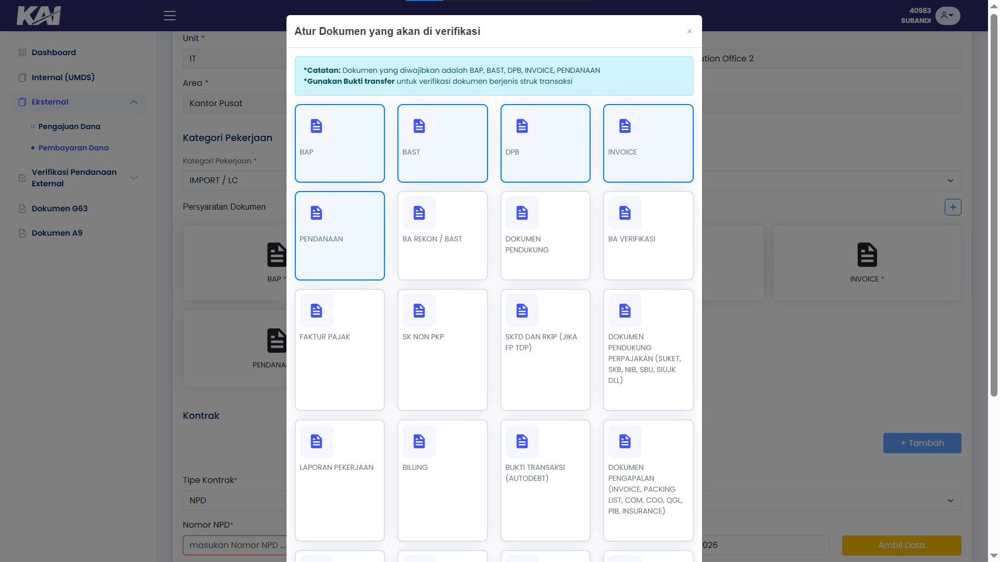 KAI
40983
SUBANDI
Dashboard
Internal (UMDS)
Eksternal
Pengajuan Dana
Pembayaran Dana
Verifikasi Pendanaan
External
Dokumen G63
Dokumen A9
Unit *
IT
ation Office 2
Area *
Kantor Pusat
Kategori Pekerjaan
Kategori Pekerjaan *
IMPORT / LC
Persyaratan Dokumen
+
BAP *
INVOICE *
PENDANA
Kontrak
+ Tambah
Tipe Kontrak*
NPD
Nomor NPD*
masukan Nomor NPD ...
026
Ambil Data
Atur Dokumen yang akan di verifikasi
×
*Catatan: Dokumen yang diwajibkan adalah BAP, BAST, DPB, INVOICE, PENDANAAN
*Gunakan Bukti transfer untuk verifikasi dokumen berjenis struk transaksi
BAP
BAST
DPB
INVOICE
PENDANAAN
BA REKON / BAST
DOKUMEN
PENDUKUNG
BA VERIFIKASI
FAKTUR PAJAK
SK NON PKP
SKTD DAN RKIP (JIKA
FP TDP)
DOKUMEN
PENDUKUNG
PERPAJAKAN (SUKET,
SKB, NIB, SBU, SIUJK
DLL)
LAPORAN PEKERJAAN
BILLING
BUKTI TRANSAKSI
(AUTODEBT)
DOKUMEN
PENGAPALAN
(INVOICE, PACKING
LIST, COM, COO, QGL,
PIB, INSURANCE)